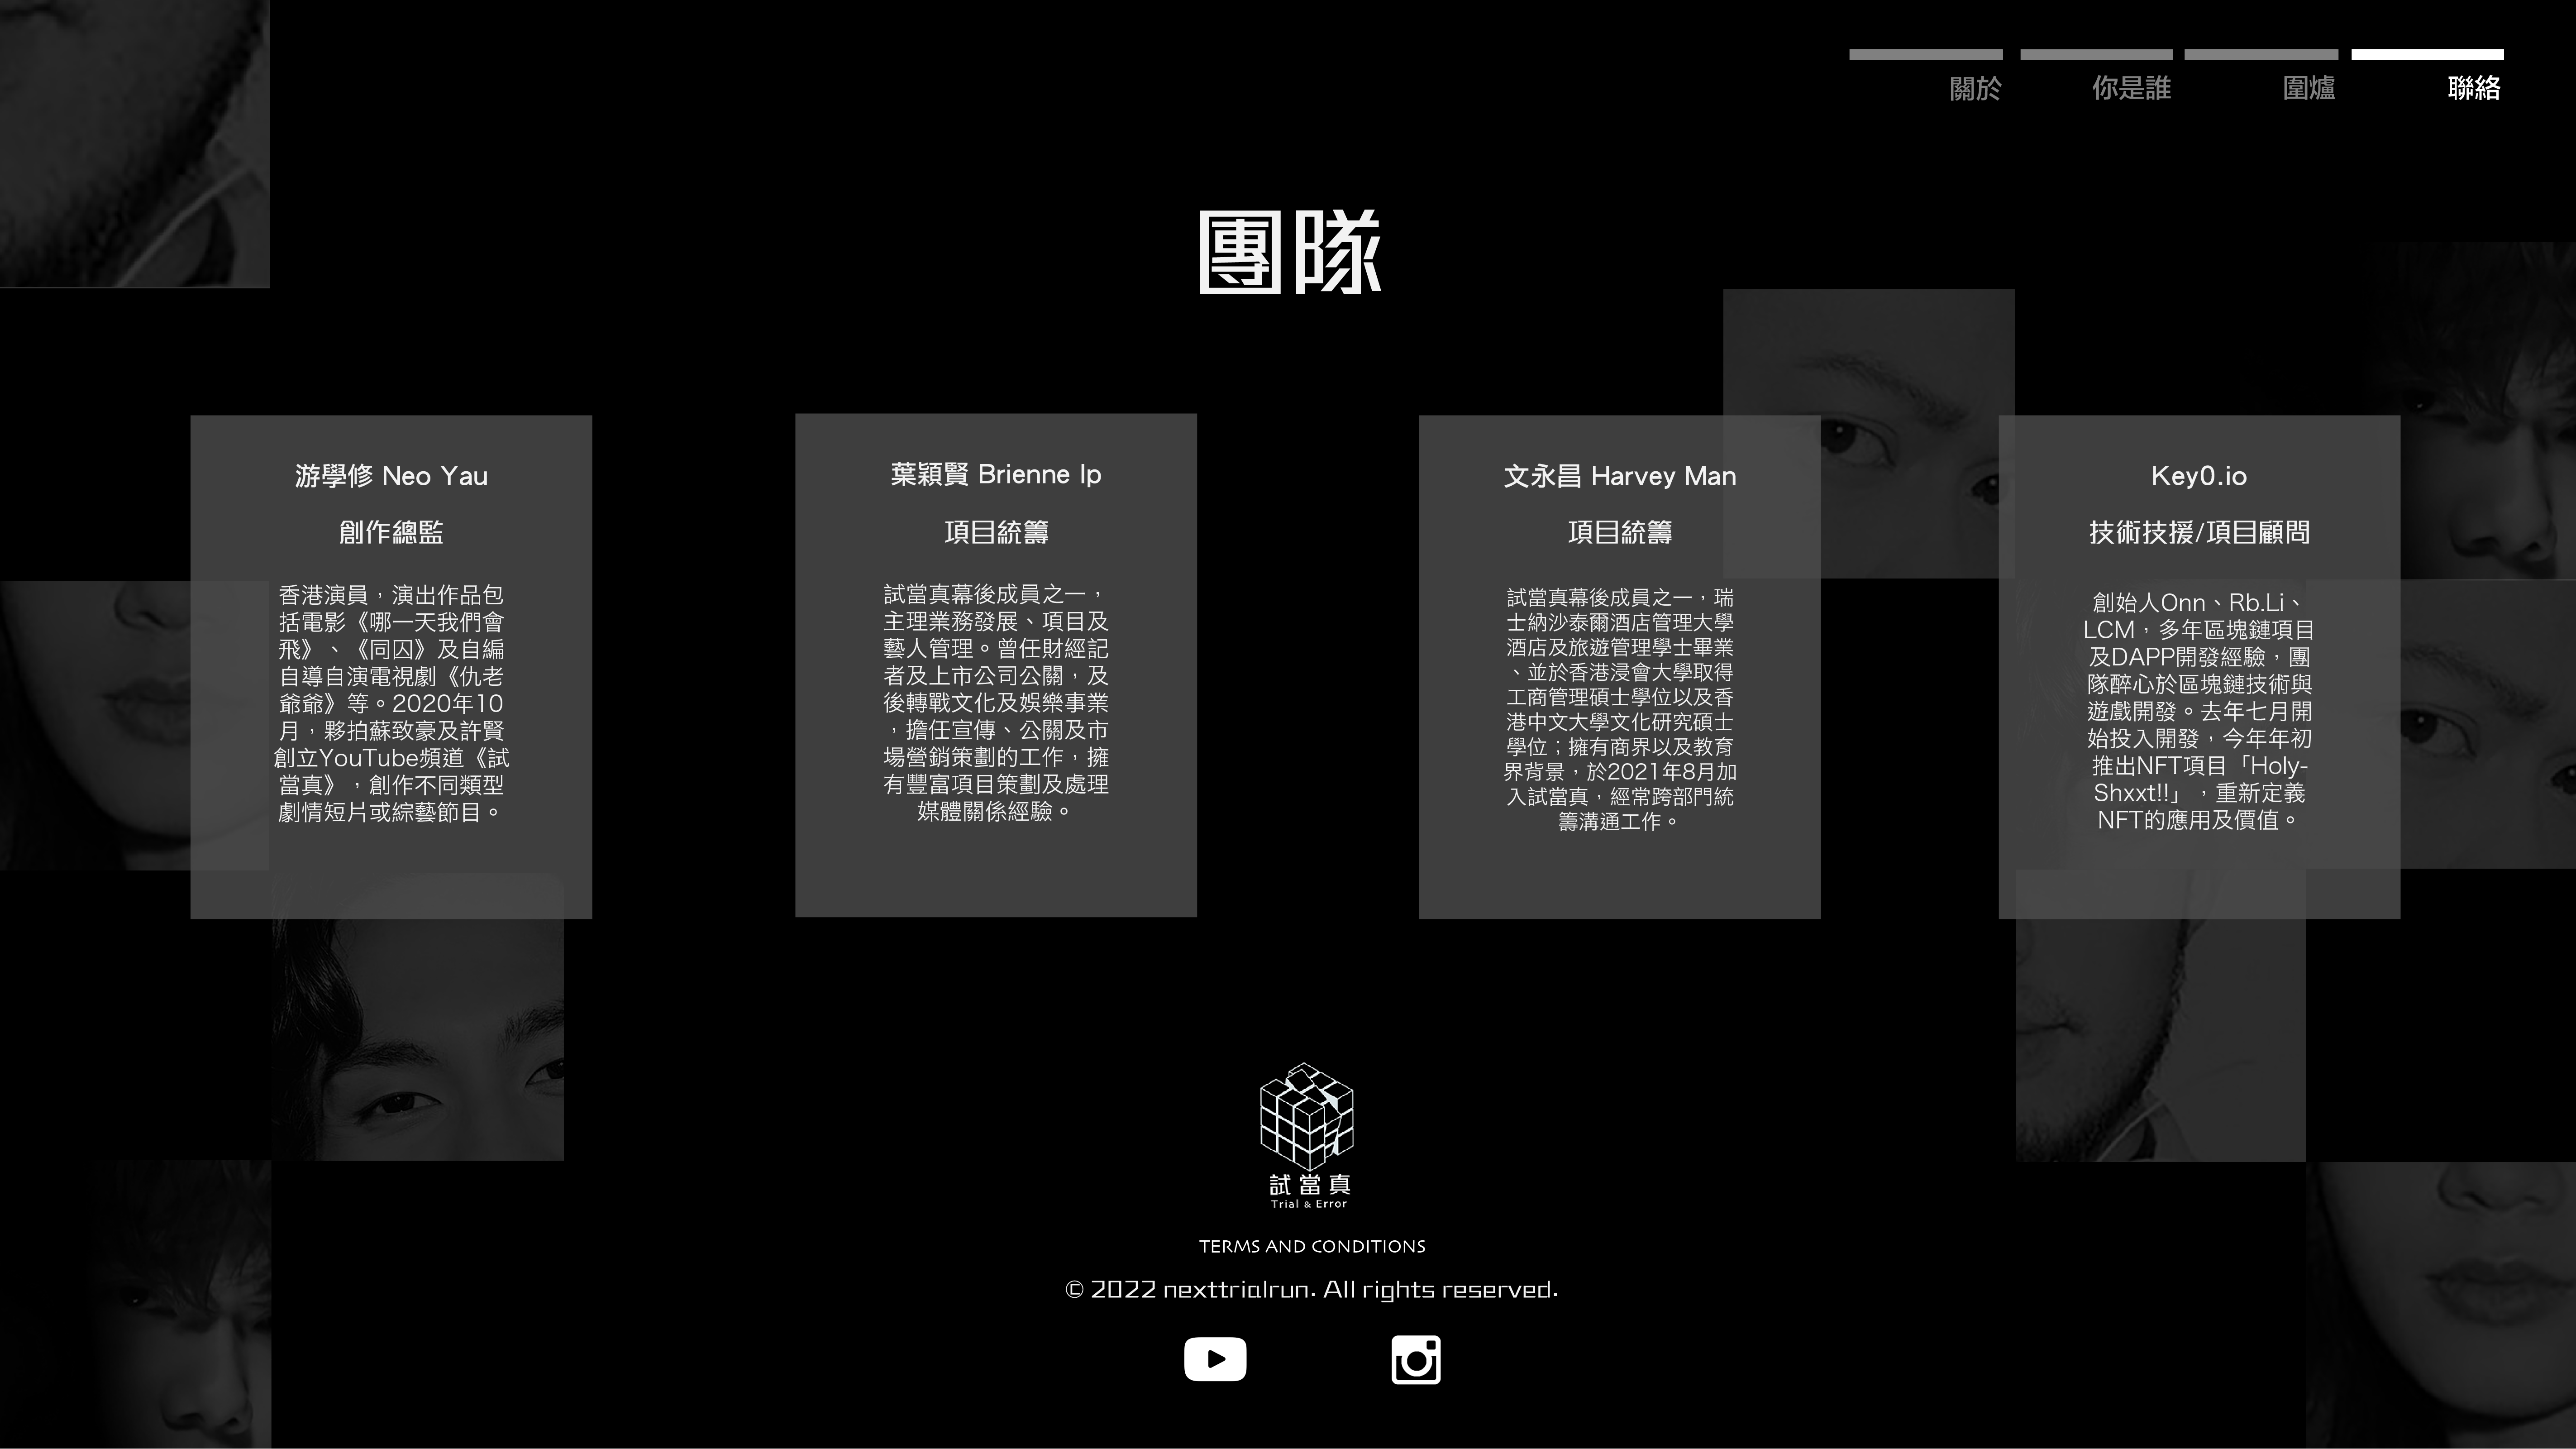 關於
你是誰
圍爐
聯絡
團隊
游學修 Neo Yau
創作總監
香港演員，演出作品包
括電影《哪一天我們會
飛》、《同囚》及自編
自導自演電視劇《仇老
爺爺》等。2020年10
月，夥拍蘇致豪及許賢
創立YouTube頻道《試
當真》，創作不同類型
劇情短片或綜藝節目。
葉穎賢 Brienne Ip
項目統籌
試當真幕後成員之一，
主理業務發展、項目及
藝人管理。曾任財經記
者及上市公司公關，及
後轉戰文化及娛樂事業
，擔任宣傳、公關及市
場營銷策劃的工作，擁
有豐富項目策劃及處理
媒體關係經驗。
文永昌 Harvey Man
項目統籌
試當真幕後成員之一，瑞
士納沙泰爾酒店管理大學
酒店及旅遊管理學士畢業
、並於香港浸會大學取得
工商管理碩士學位以及香
港中文大學文化研究碩士
學位；擁有商界以及教育
界背景，於2021年8月加
入試當真，經常跨部門統
籌溝通工作。
Key0.io
技術技援/項目顧問
創始人Onn、Rb.Li、
LCM，多年區塊鏈項目
及DAPP開發經驗，團
隊醉心於區塊鏈技術與
遊戲開發。去年七月開
始投入開發，今年年初
推出NFT項目「Holy-
Shxxt!!」，重新定義
NFT的應用及價值。
試當真
Trial & Error
TERMS AND CONDITIONS
© 2022 nexttrialrun. All rights reserved.